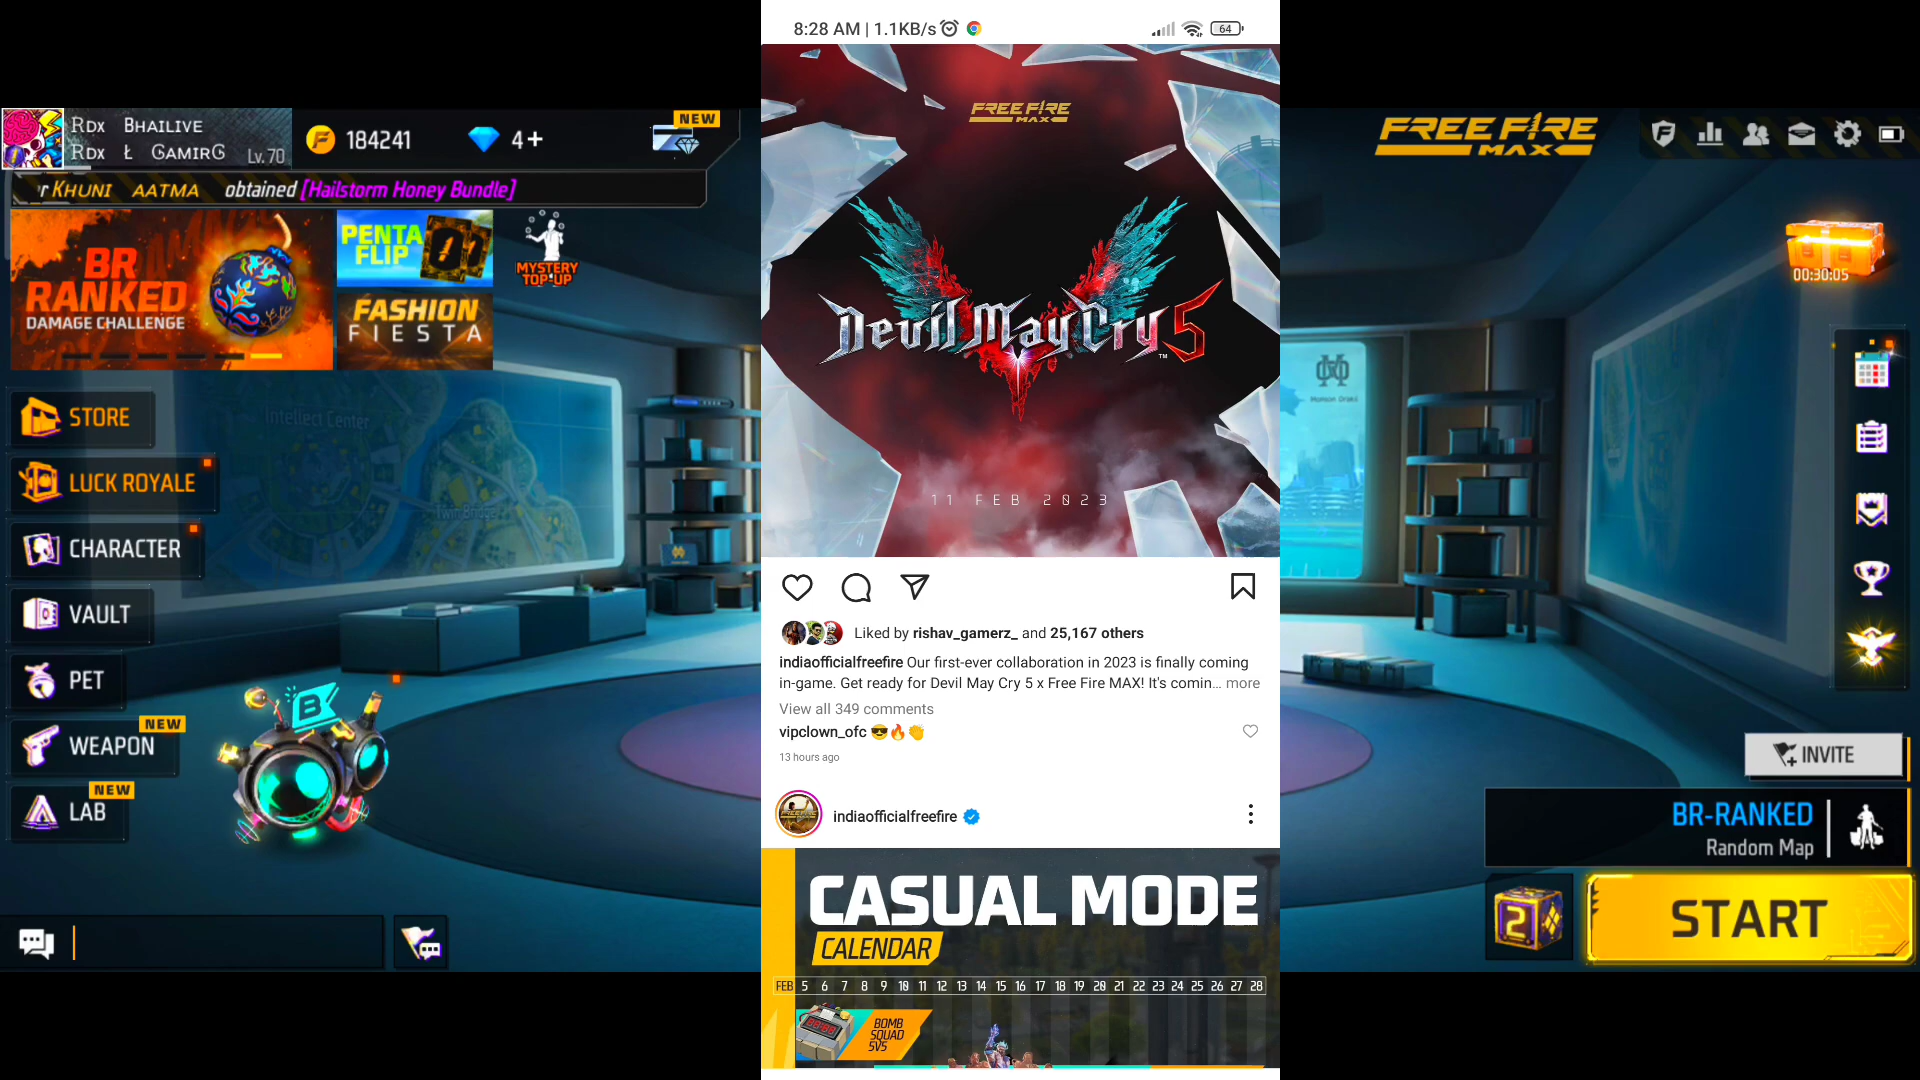 RDX BHAILIVE
RDX Ł GAMIRG Lv.70
184241
4+
NEW
r KHUNI AATMA obtained [Hailstorm Honey Bundle]
BR
RANKED
DAMAGE CHALLENGE
PENTA
FLIP
FASHION
FIESTA
MYSTERY
TOP-UP
Intellect Center
Twin Bridge
STORE
LUCK ROYALE
CHARACTER
VAULT
PET
NEW
WEAPON
NEW
LAB
B
8:28 AM | 1.1KB/s
64
FREE FIRE
MAX
Devil May Cry 5
TM
11 FEB 2023
Liked by rishav_gamerz_ and 25,167 others
indiaofficialfreefire Our first-ever collaboration in 2023 is finally coming
in-game. Get ready for Devil May Cry 5 x Free Fire MAX! It's comin... more
View all 349 comments
vipclown_ofc 😎🔥👏
13 hours ago
indiaofficialfreefire
CASUAL MODE
CALENDAR
FEB 5 6 7 8 9 10 11 12 13 14 15 16 17 18 19 20 21 22 23 24 25 26 27 28
BOMB
SQUAD
5V5
FREE FIRE
MAX
00:30:05
INVITE
BR-RANKED
Random Map
2
START